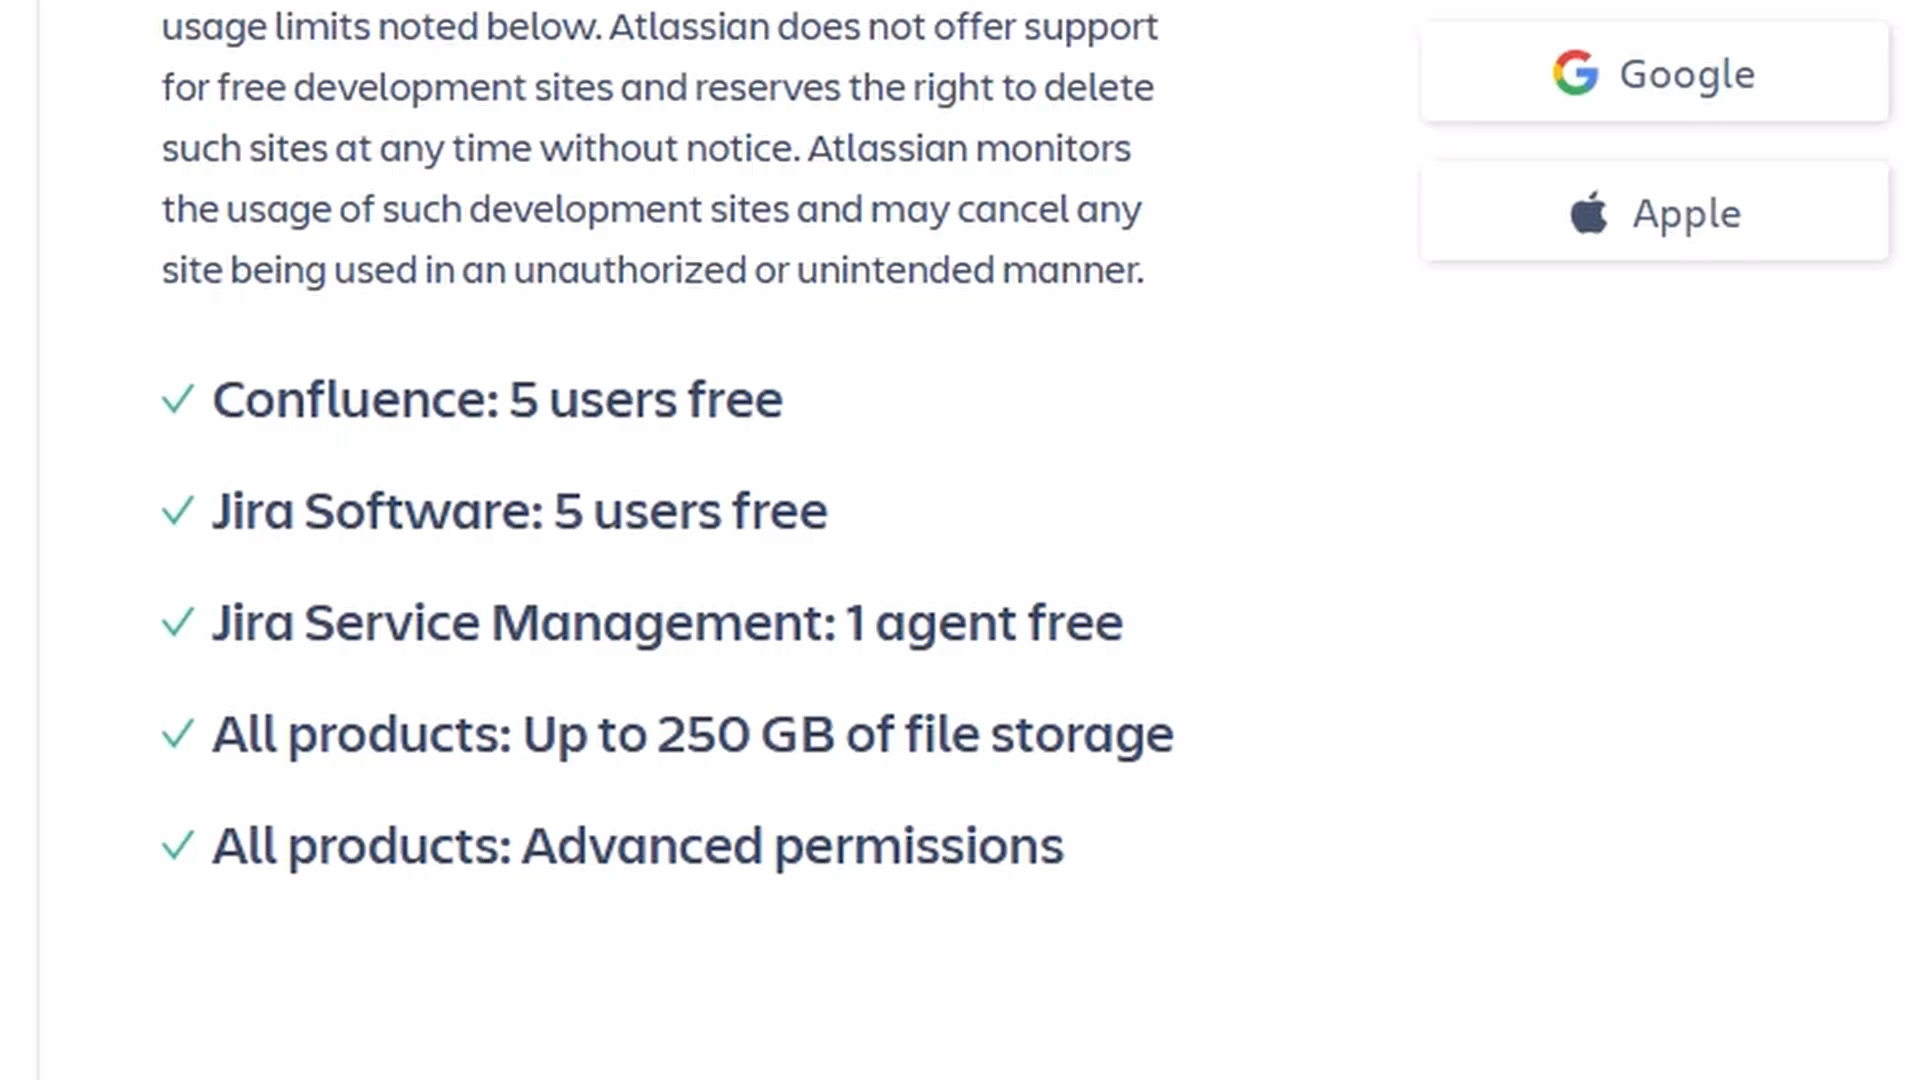 usage limits noted below. Atlassian does not offer support
for free development sites and reserves the right to delete
such sites at any time without notice. Atlassian monitors
the usage of such development sites and may cancel any
site being used in an unauthorized or unintended manner.
Confluence: 5 users free
Jira Software: 5 users free
Jira Service Management: 1 agent free
All products: Up to 250 GB of file storage
All products: Advanced permissions
Google
Apple